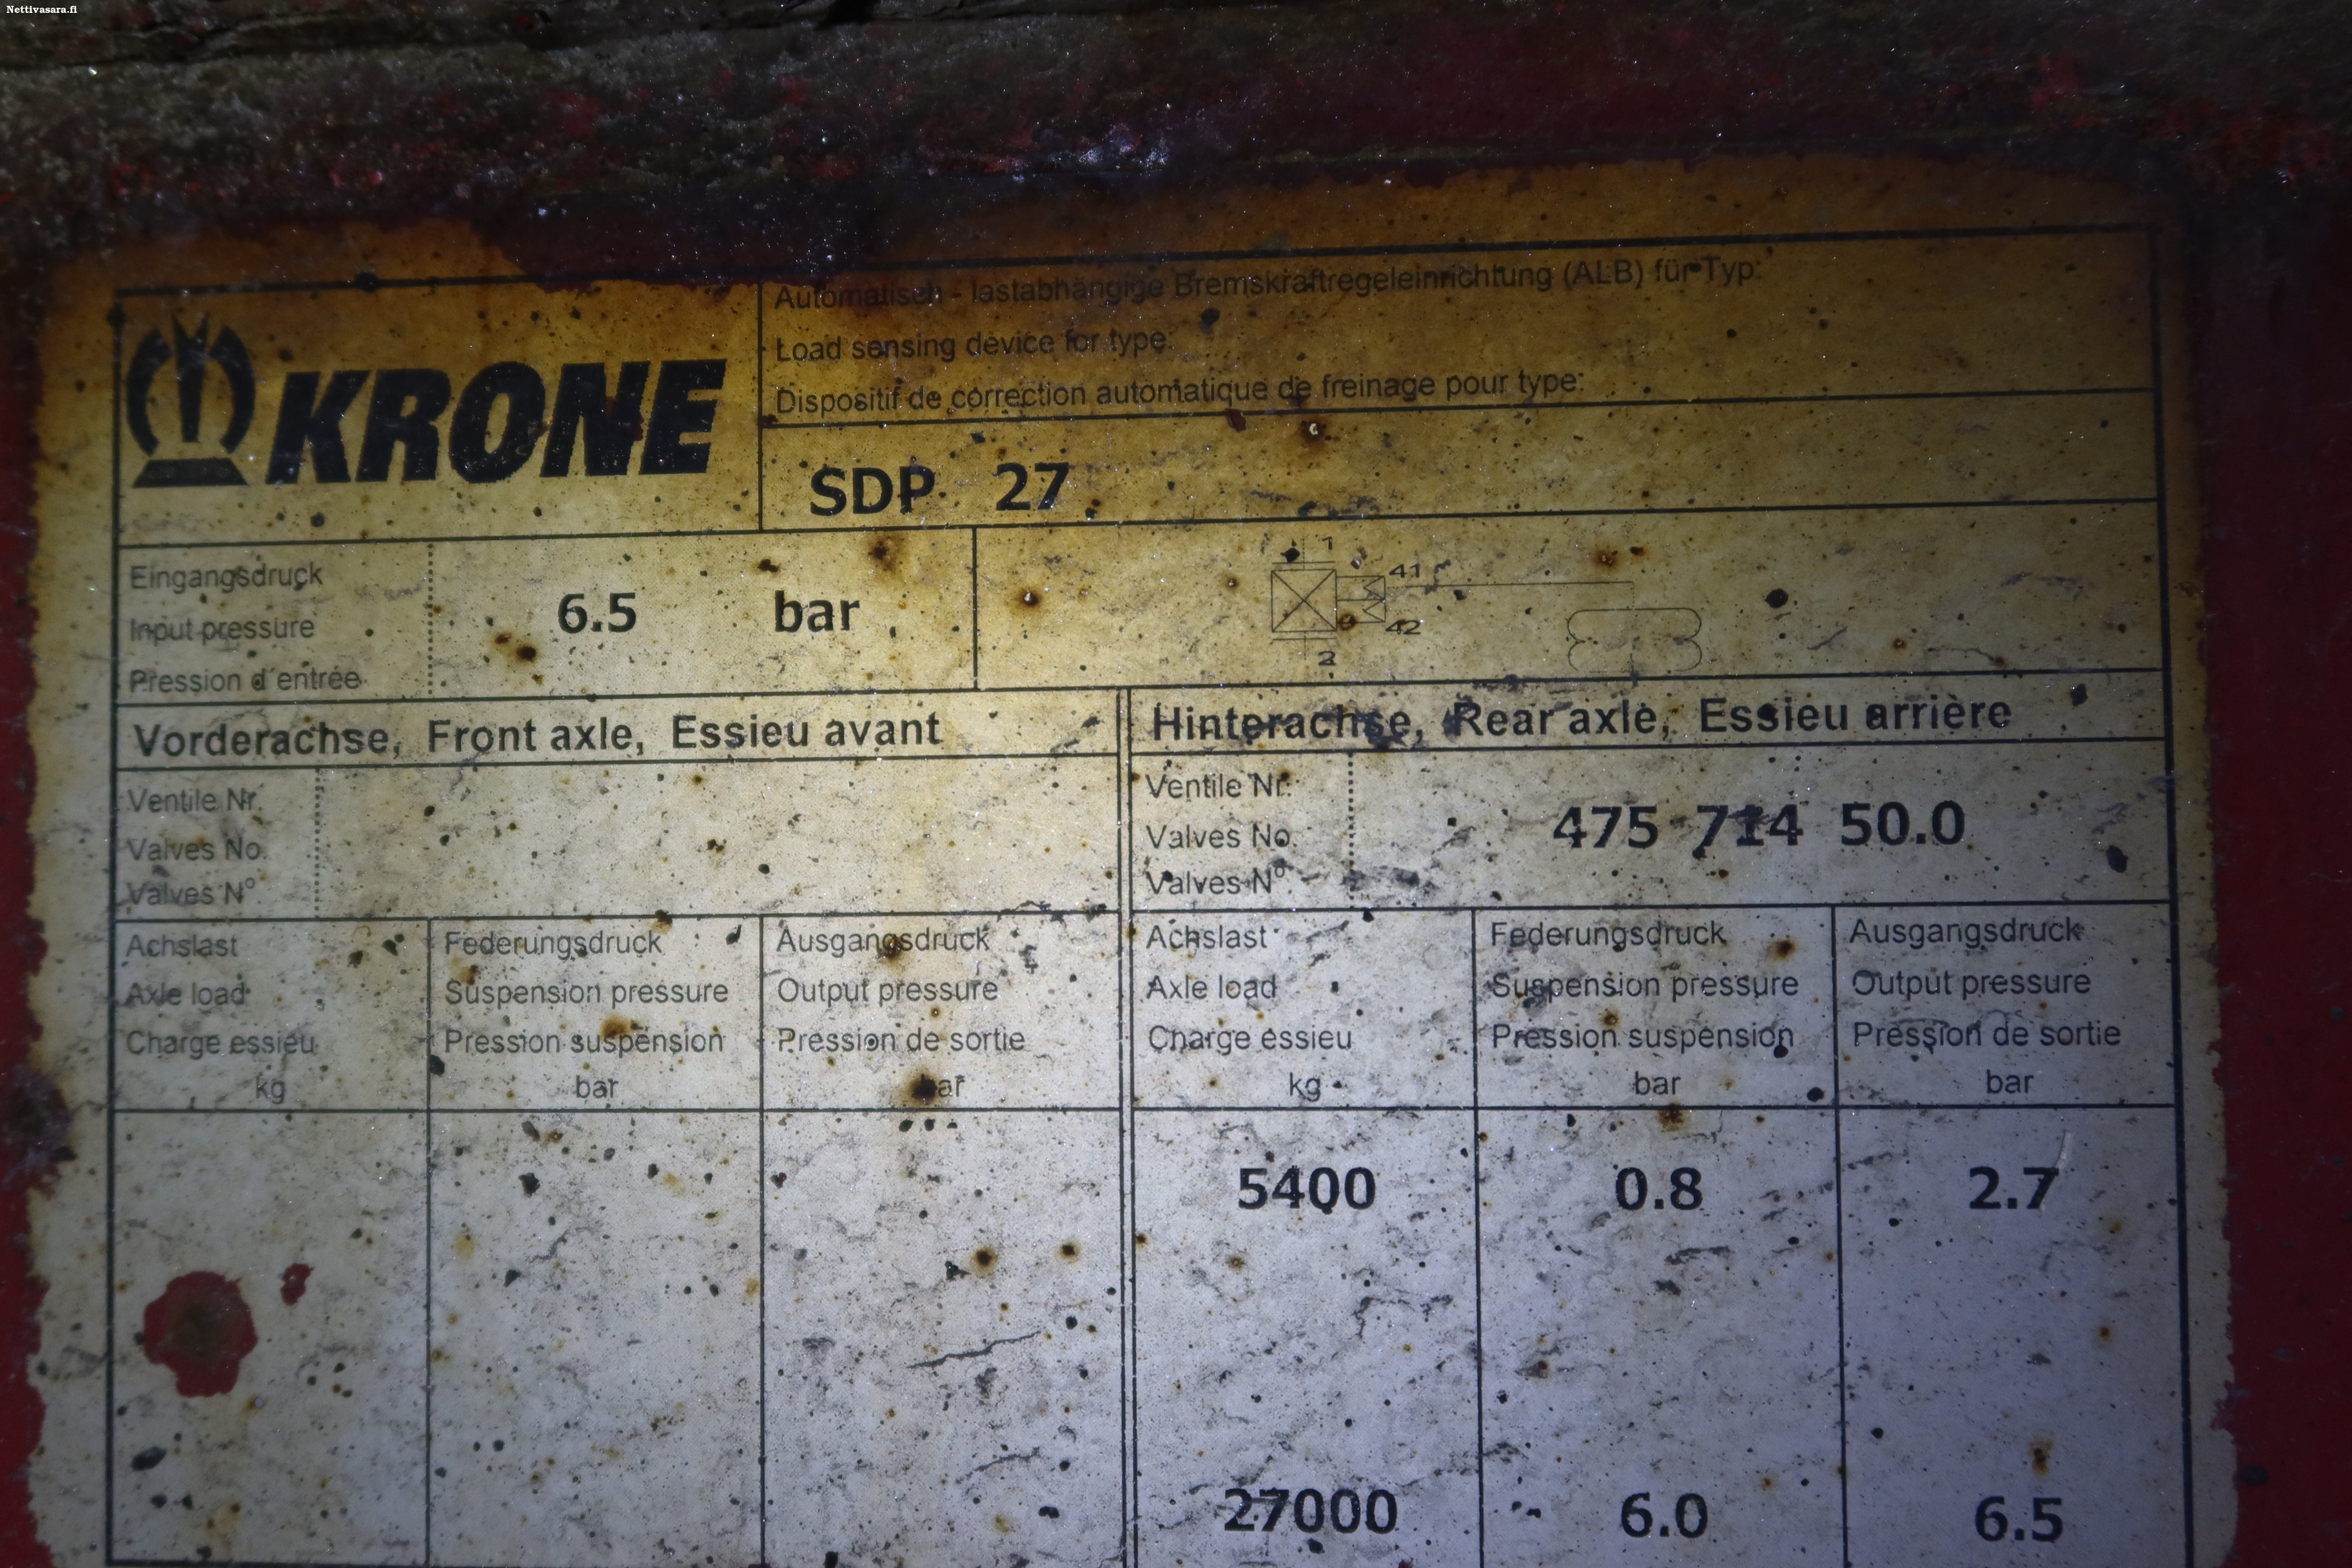 Nettivasara.fi
KRONE
Automatisch - lastabhängige Bremskraftregeleinrichtung (ALB) für Typ:
Load sensing device for type:
Dispositif de correction automatique de freinage pour type:
SDP 27
Eingangsdruck
Input pressure
Pression d´entrée
6.5 bar
1
41
42
2
Vorderachse, Front axle, Essieu avant
Ventile Nr.
Valves No.
Valves N°
Hinterachse, Rear axle, Essieu arrière
Ventile Nr.
Valves No.
Valves N°.
475 714 50.0
Achslast
Axle load
Charge essieu
kg
Federungsdruck
Suspension pressure
Pression suspension
bar
Ausgangsdruck
Output pressure
Pression de sortie
bar
Achslast
Axle load
Charge essieu
kg
Federungsdruck
Suspension pressure
Pression suspension
bar
Ausgangsdruck
Output pressure
Pression de sortie
bar
5400 0.8 2.7
27000 6.0 6.5